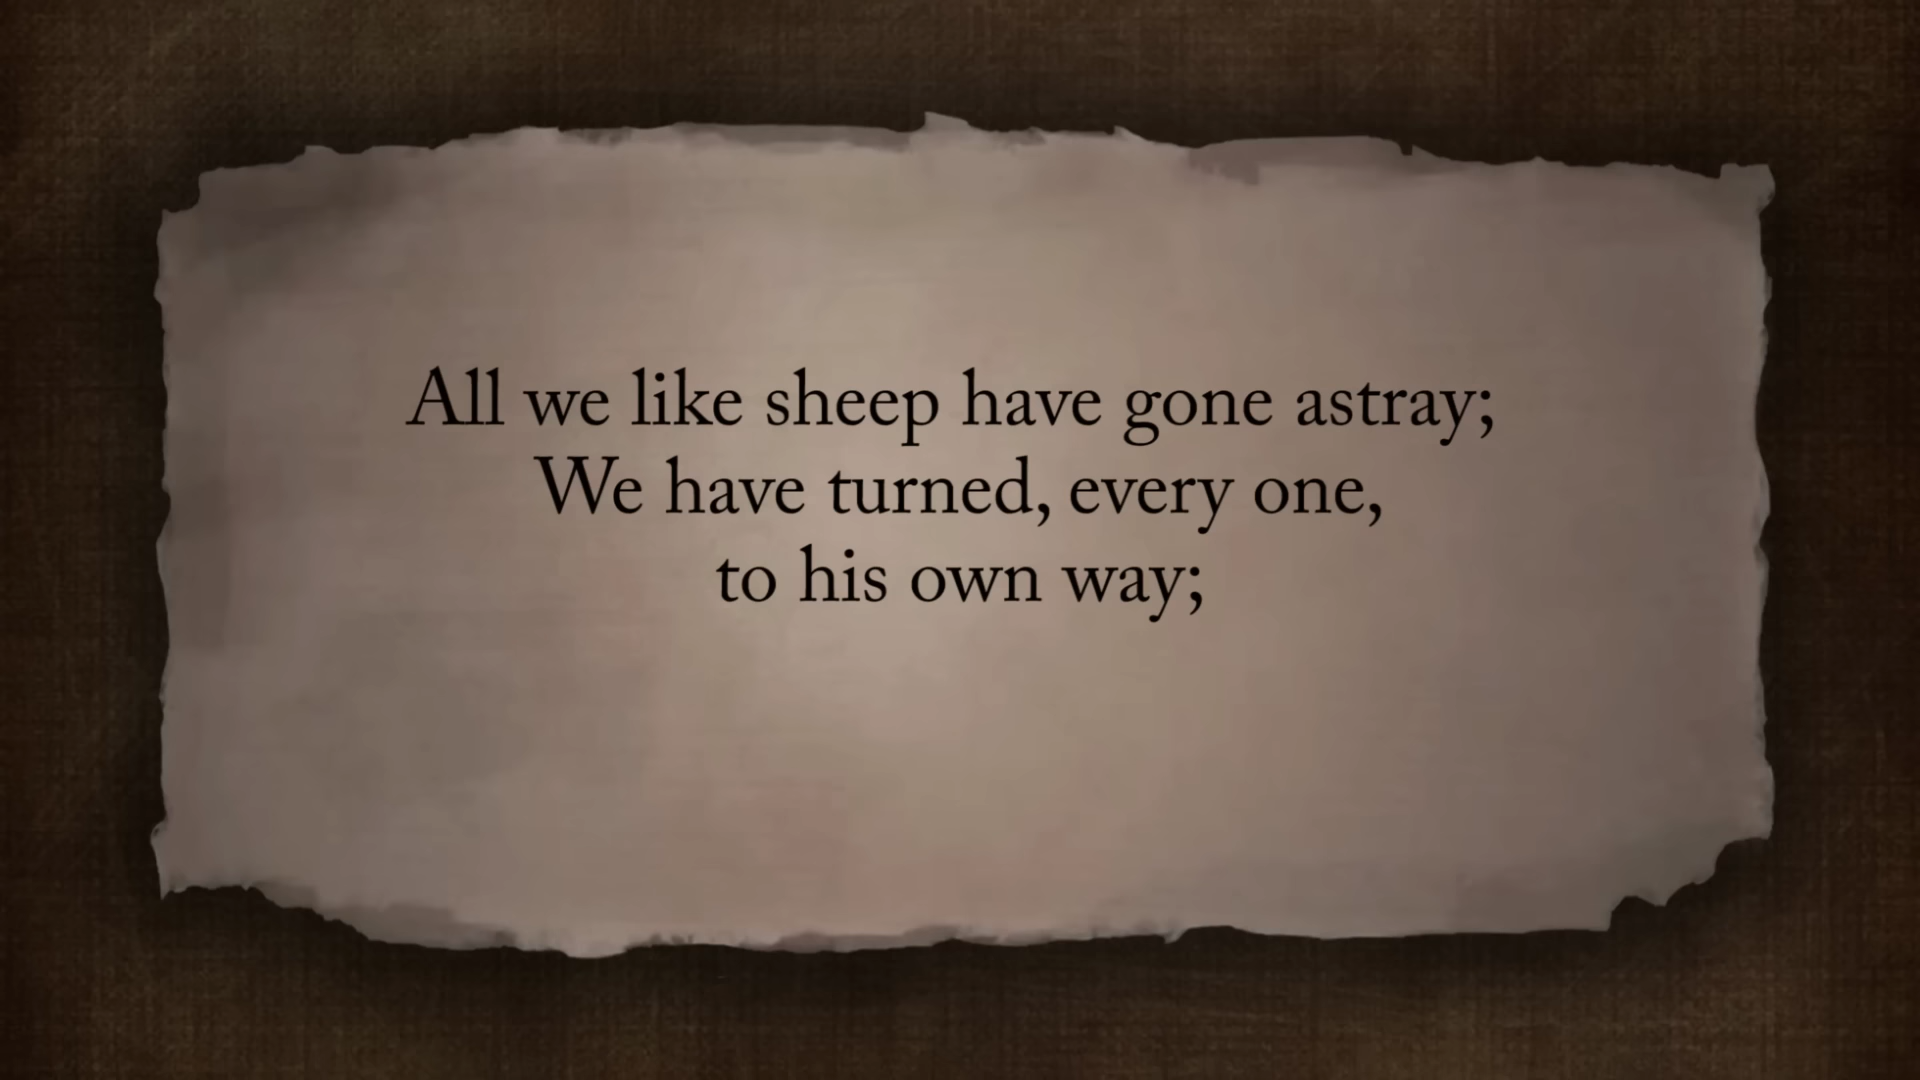 All we like sheep have gone astray;
We have turned, every one,
to his own way;